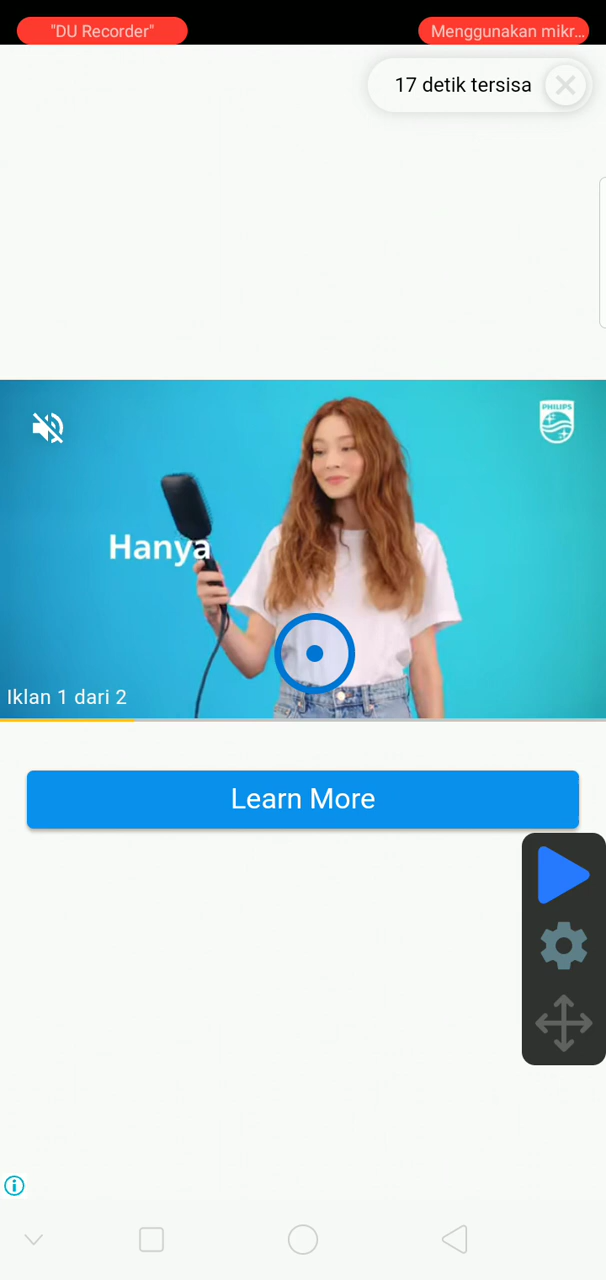 "DU Recorder"
Menggunakan mikr...
17 detik tersisa
PHILIPS
Hanya
Iklan 1 dari 2
Learn More